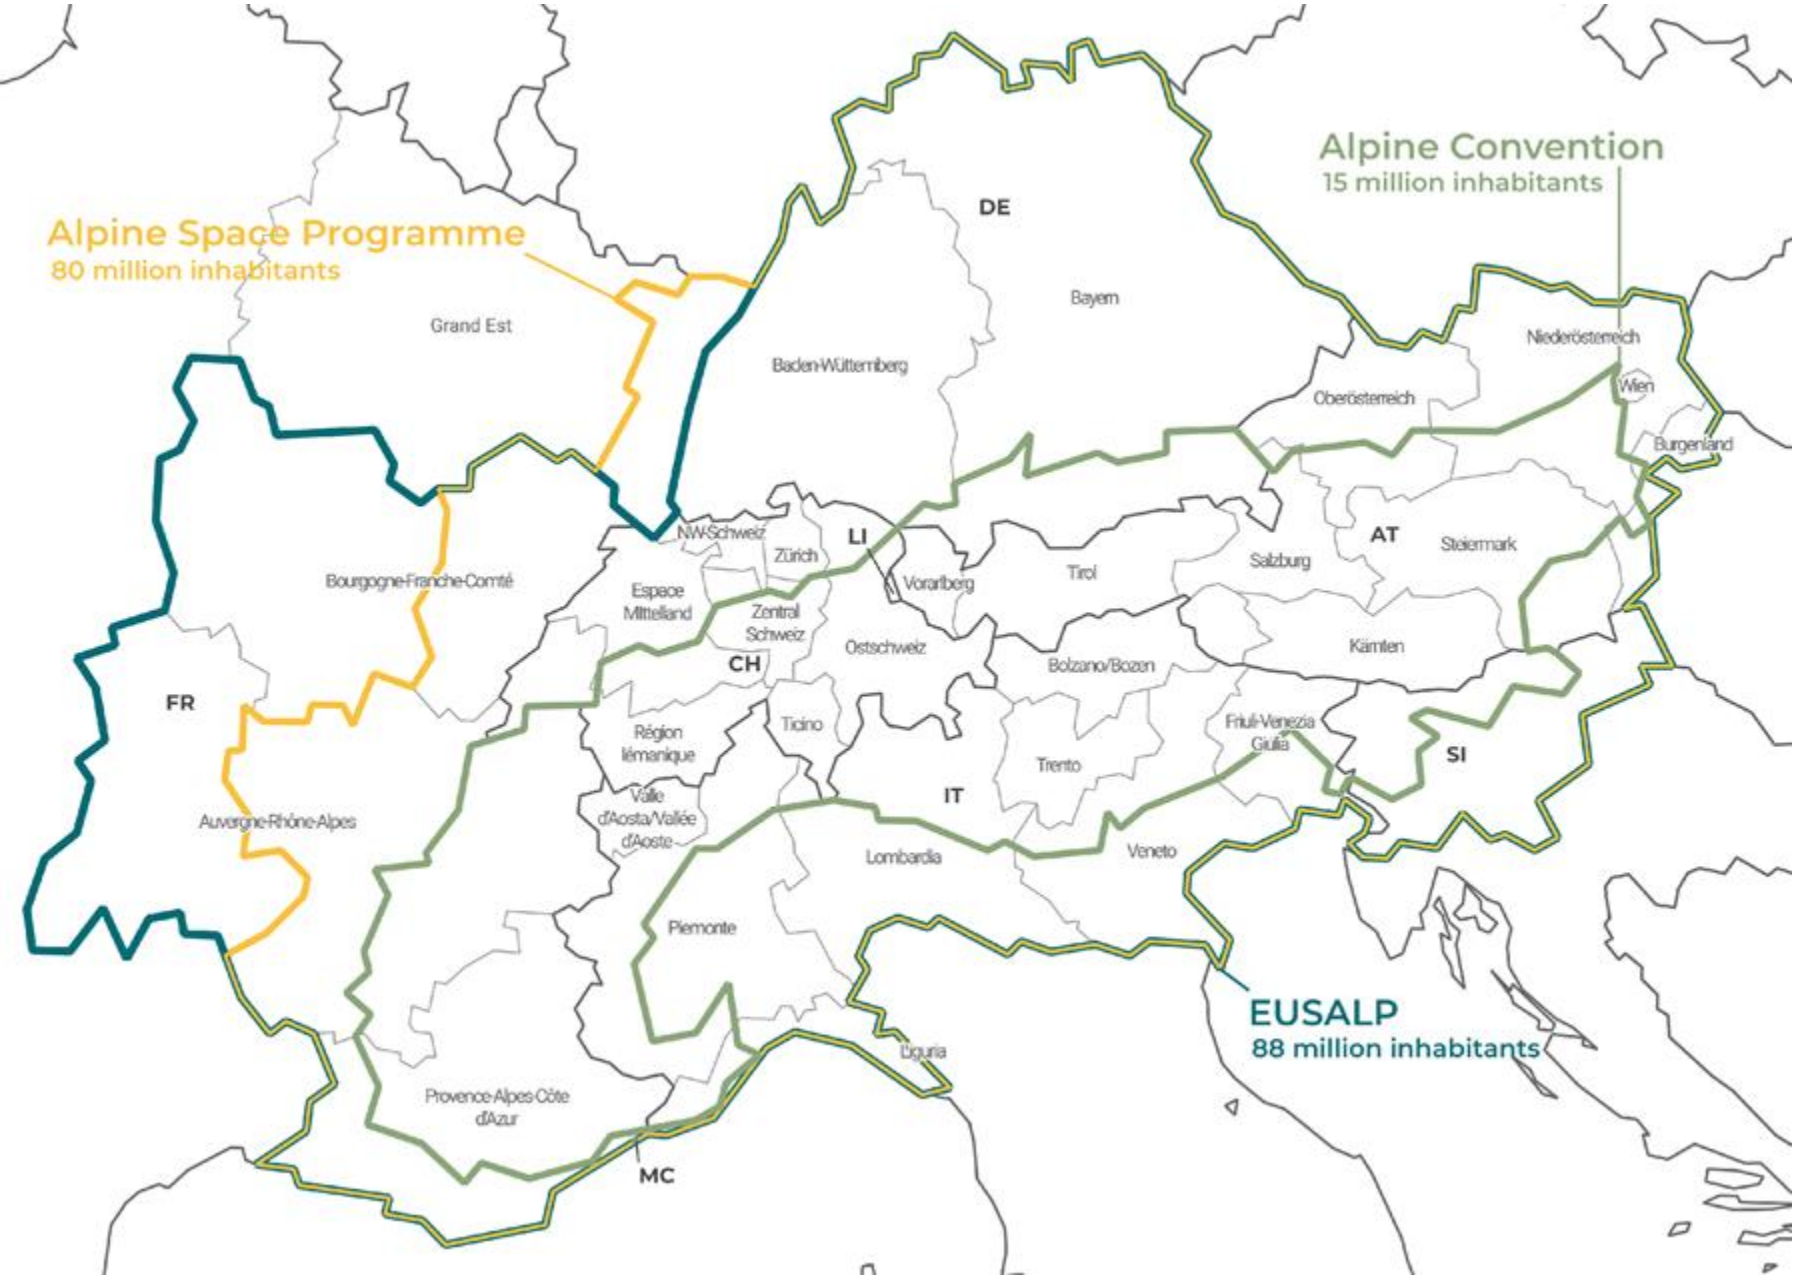 Alpine Convention
15 million inhabitants
DE
Alpine Space Programme
80 million inhabitants
Bayern
Grand Est
Niederösterreich
Baden-Wüttemberg
Wien
Oberösterreich
Burgenland
NW-Schweiz
LI
AT
Zürich
Steiermark
Salzburg
Tirol
Bourgogne-Franche-Comté
Vorarlberg
Espace
Mittelland
Zentral
Schweiz
Ostschweiz
Kärnten
CH
Bolzano/Bozen
FR
Ticino
Friuli-Venezia
Giulia
Région
lémanique
SI
Trento
IT
Valle
d'Aosta/Vallée
d'Aoste
Auvergne-Rhône-Alpes
Veneto
Lombardia
Piemonte
EUSALP
88 million inhabitants
Liguria
Provence-Alpes-Côte
d'Azur
MC